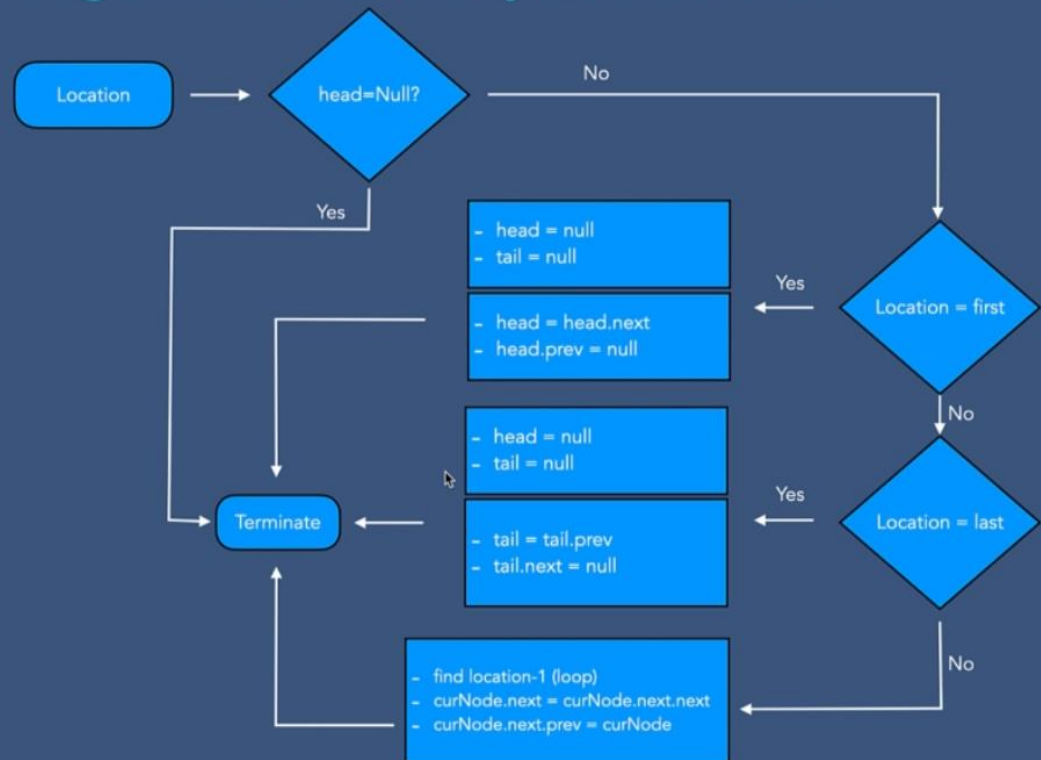 Location
head=Null?
No
Yes
- head = null
- tail = null
Yes
Location = first
- head = head.next
- head.prev = null
No
- head = null
- tail = null
Yes
Terminate
Location = last
- tail = tail.prev
- tail.next = null
No
- find location-1 (loop)
- curNode.next = curNode.next.next
- curNode.next.prev = curNode